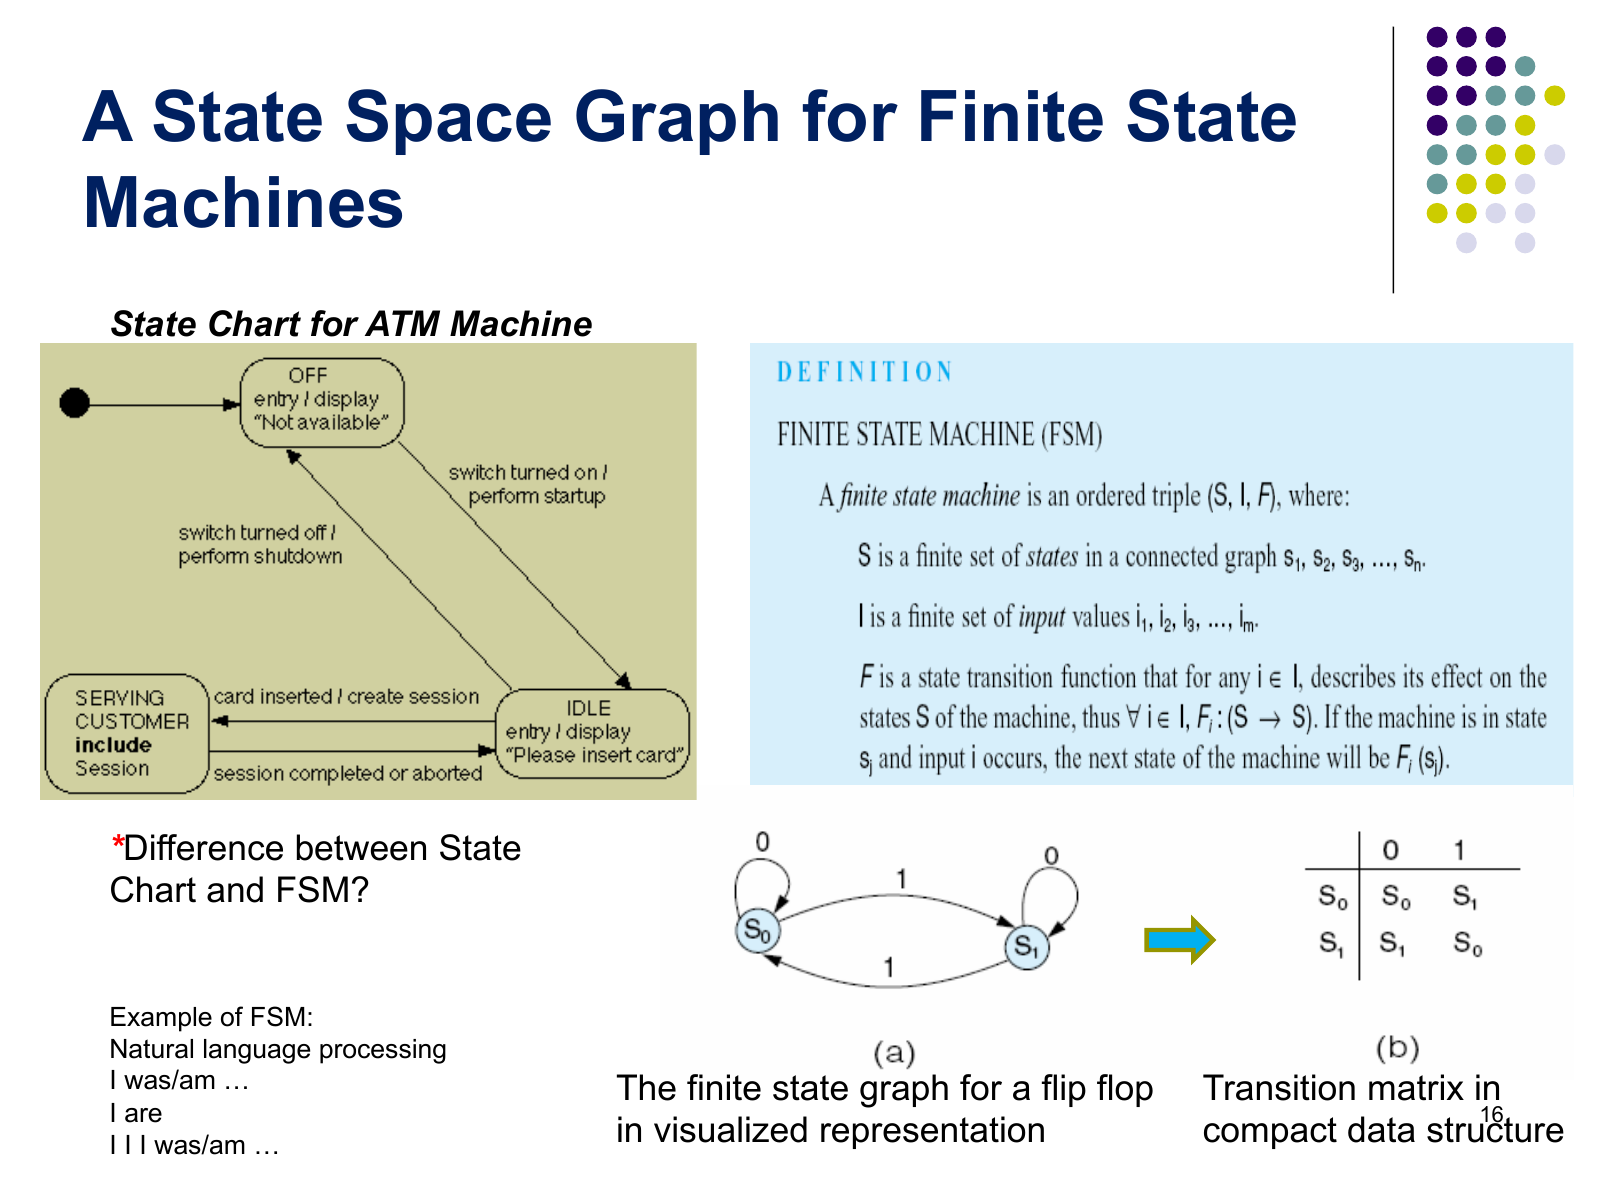 A State Space Graph for Finite State
Machines
State Chart for ATM Machine
OFF
entry / display
“Not available”
switch turned on /
perform startup
switch turned off /
perform shutdown
SERVING
CUSTOMER
include
Session
card inserted / create session
session completed or aborted
IDLE
entry / display
“Please insert card”
DEFINITION
FINITE STATE MACHINE (FSM)
A finite state machine is an ordered triple (S, I, F), where:
S is a finite set of states in a connected graph s1, s2, s3, ..., sn.
I is a finite set of input values i1, i2, i3, ..., im.
F is a state transition function that for any i ∈ I, describes its effect on the
states S of the machine, thus ∀ i ∈ I, Fi : (S → S). If the machine is in state
sj and input i occurs, the next state of the machine will be Fi (sj).
*Difference between State
Chart and FSM?
Example of FSM:
Natural language processing
I was/am …
I are
I I I was/am …
0
1
0
S0
S1
1
(a)
The finite state graph for a flip flop
in visualized representation
0 1
S0 S0 S1
S1 S1 S0
(b)
Transition matrix in
compact data structure
16